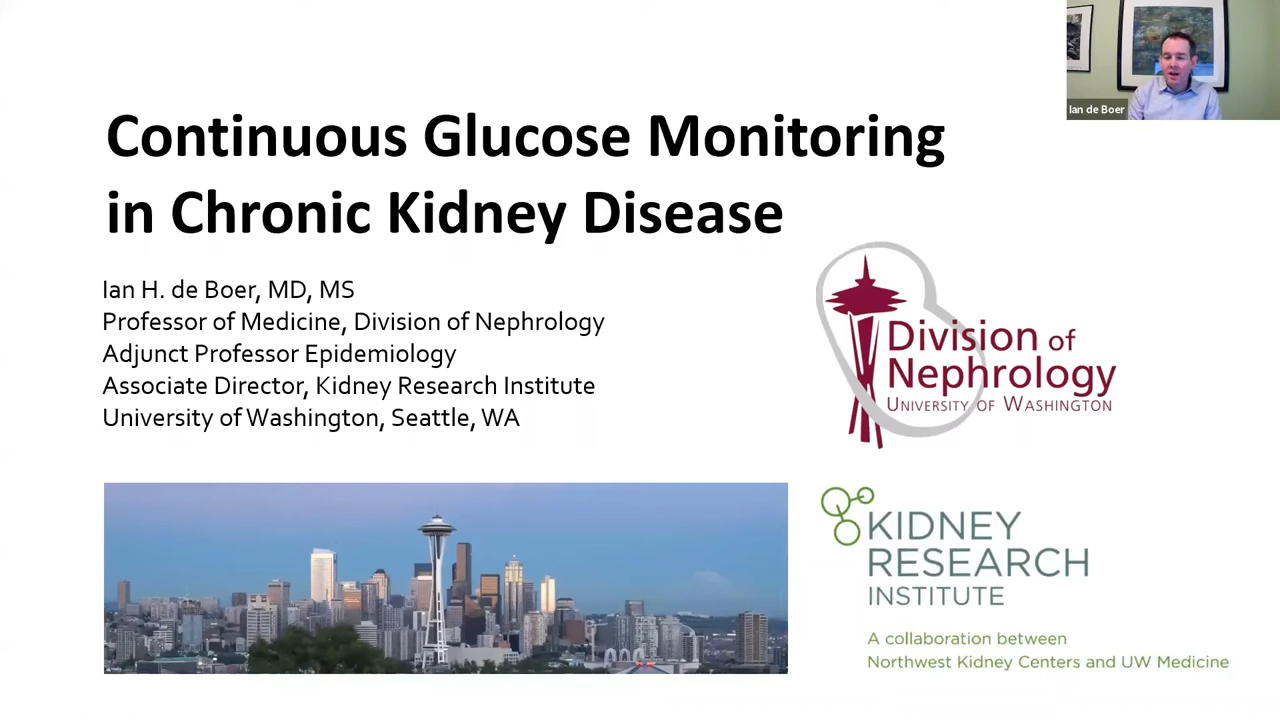 Continuous Glucose Monitoring
in Chronic Kidney Disease
Ian de Boer
Ian H. de Boer, MD, MS
Professor of Medicine, Division of Nephrology
Adjunct Professor Epidemiology
Associate Director, Kidney Research Institute
University of Washington, Seattle, WA
Division of
Nephrology
UNIVERSITY OF WASHINGTON
KIDNEY
RESEARCH
INSTITUTE
A collaboration between
Northwest Kidney Centers and UW Medicine